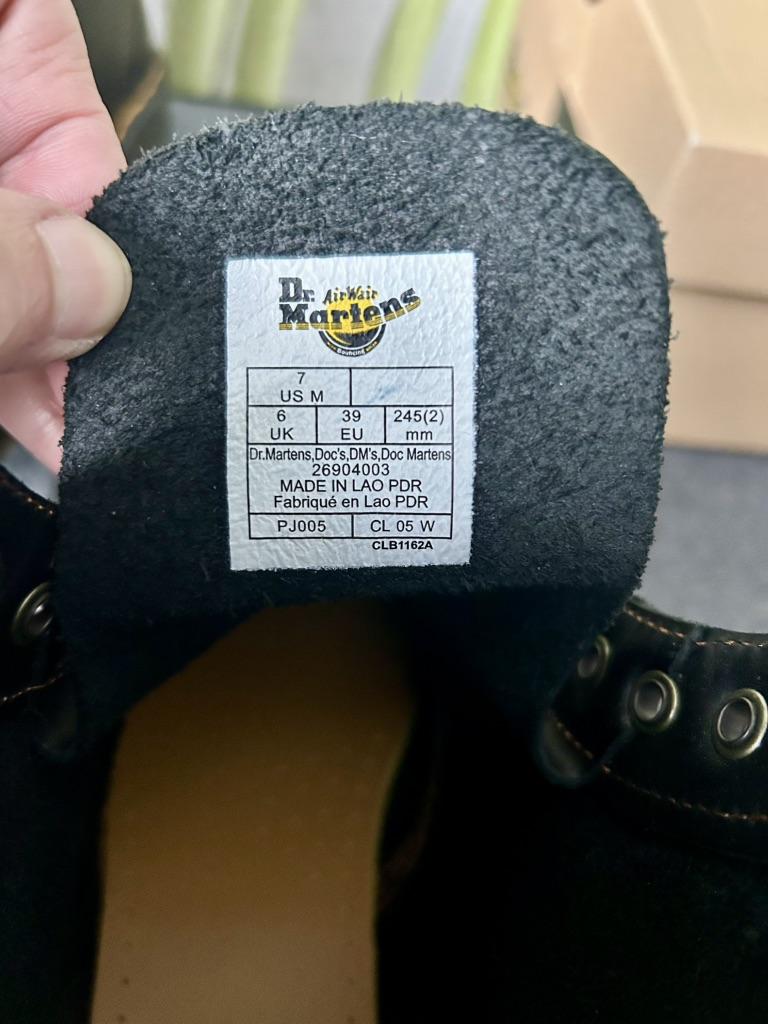 Dr. AirWair
Martens
Bouncing
7
US M
6 39 245(2)
UK EU mm
Dr.Martens,Doc's,DM's,Doc Martens
26904003
MADE IN LAO PDR
Fabriqué en Lao PDR
PJ005 CL 05 W
CLB1162A